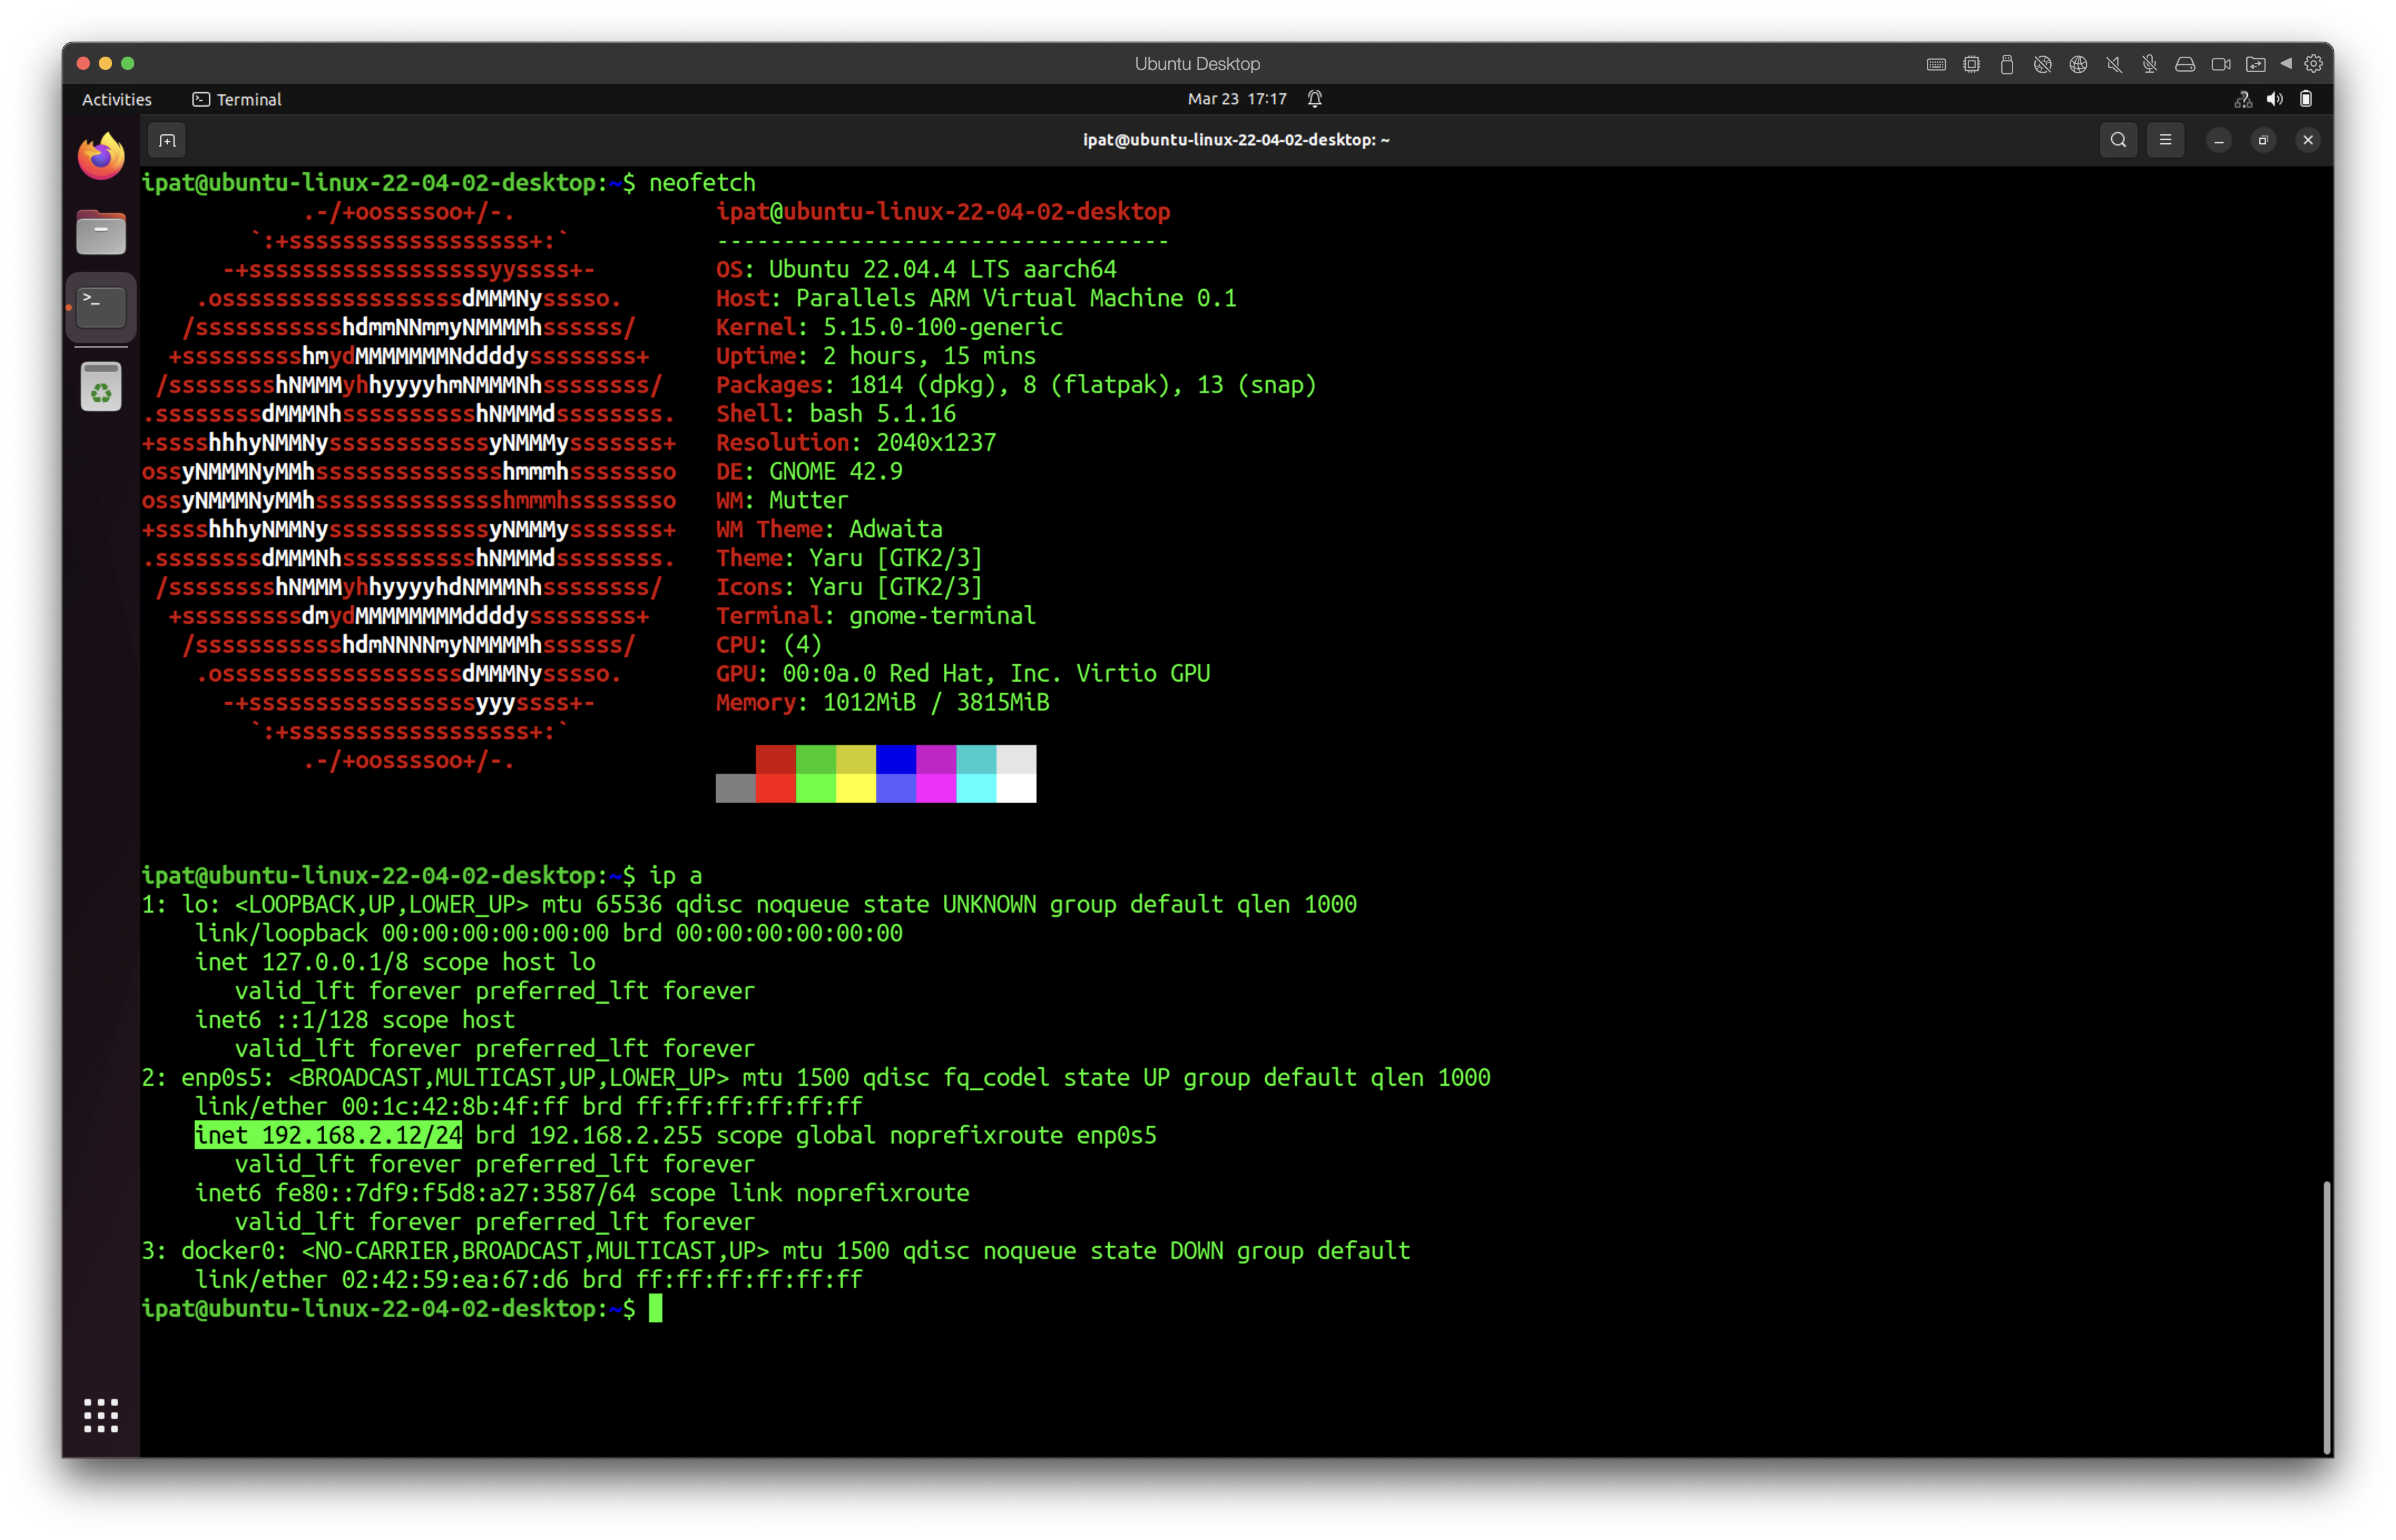 Ubuntu Desktop
Activities Terminal Mar 23 17:17
ipat@ubuntu-linux-22-04-02-desktop: ~
ipat@ubuntu-linux-22-04-02-desktop:~$ neofetch
.-/+oossssoo+/-. ipat@ubuntu-linux-22-04-02-desktop
`:+ssssssssssssssssss+:` ----------------------------------
-+ssssssssssssssssssyyssss+- OS: Ubuntu 22.04.4 LTS aarch64
.ossssssssssssssssssdMMMNysssso. Host: Parallels ARM Virtual Machine 0.1
/ssssssssssshdmmNNmmyNMMMMhssssss/ Kernel: 5.15.0-100-generic
+ssssssssshmydMMMMMMMNddddyssssssss+ Uptime: 2 hours, 15 mins
/sssssssshNMMMyhhyyyyhmNMMMNhssssssss/ Packages: 1814 (dpkg), 8 (flatpak), 13 (snap)
.ssssssssdMMMNhsssssssssshNMMMdssssssss. Shell: bash 5.1.16
+sssshhhyNMMNyssssssssssssyNMMMysssssss+ Resolution: 2040x1237
ossyNMMMNyMMhsssssssssssssshmmmhssssssso DE: GNOME 42.9
ossyNMMMNyMMhsssssssssssssshmmmhssssssso WM: Mutter
+sssshhhyNMMNyssssssssssssyNMMMysssssss+ WM Theme: Adwaita
.ssssssssdMMMNhsssssssssshNMMMdssssssss. Theme: Yaru [GTK2/3]
/sssssssshNMMMyhhyyyyhdNMMMNhssssssss/ Icons: Yaru [GTK2/3]
+sssssssssdmydMMMMMMMMddddyssssssss+ Terminal: gnome-terminal
/ssssssssssshdmNNNNmyNMMMMhssssss/ CPU: (4)
.ossssssssssssssssssdMMMNysssso. GPU: 00:0a.0 Red Hat, Inc. Virtio GPU
-+sssssssssssssssssyyyssss+- Memory: 1012MiB / 3815MiB
`:+ssssssssssssssssss+:`
.-/+oossssoo+/-.
ipat@ubuntu-linux-22-04-02-desktop:~$ ip a
1: lo: <LOOPBACK,UP,LOWER_UP> mtu 65536 qdisc noqueue state UNKNOWN group default qlen 1000
link/loopback 00:00:00:00:00:00 brd 00:00:00:00:00:00
inet 127.0.0.1/8 scope host lo
valid_lft forever preferred_lft forever
inet6 ::1/128 scope host
valid_lft forever preferred_lft forever
2: enp0s5: <BROADCAST,MULTICAST,UP,LOWER_UP> mtu 1500 qdisc fq_codel state UP group default qlen 1000
link/ether 00:1c:42:8b:4f:ff brd ff:ff:ff:ff:ff:ff
inet 192.168.2.12/24 brd 192.168.2.255 scope global noprefixroute enp0s5
valid_lft forever preferred_lft forever
inet6 fe80::7df9:f5d8:a27:3587/64 scope link noprefixroute
valid_lft forever preferred_lft forever
3: docker0: <NO-CARRIER,BROADCAST,MULTICAST,UP> mtu 1500 qdisc noqueue state DOWN group default
link/ether 02:42:59:ea:67:d6 brd ff:ff:ff:ff:ff:ff
ipat@ubuntu-linux-22-04-02-desktop:~$